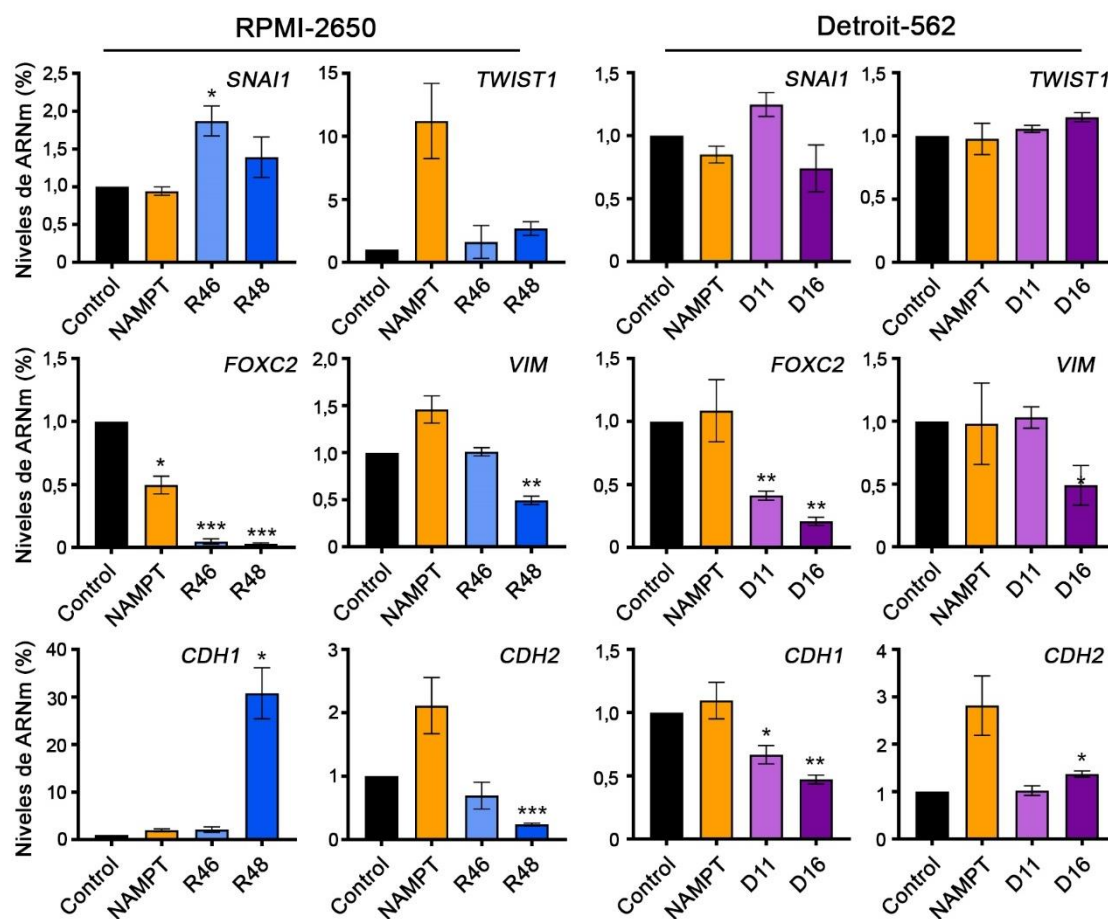 RPMI-2650
Detroit-562
Niveles de ARNm (%)
SNAI1
2,5
2,0
1,5
1,0
0,5
0
*
Control
NAMPT
R46
R48
TWIST1
15
10
5
0
Control
NAMPT
R46
R48
SNAI1
1,5
1,0
0,5
0
Control
NAMPT
D11
D16
TWIST1
1,5
1,0
0,5
0
Control
NAMPT
D11
D16
Niveles de ARNm (%)
FOXC2
1,5
1,0
0,5
0
*
***
***
Control
NAMPT
R46
R48
VIM
2,0
1,5
1,0
0,5
0
**
Control
NAMPT
R46
R48
FOXC2
1,5
1,0
0,5
0
**
**
Control
NAMPT
D11
D16
VIM
1,5
1,0
0,5
0
*
Control
NAMPT
D11
D16
Niveles de ARNm (%)
CDH1
40
30
20
10
0
*
Control
NAMPT
R46
R48
CDH2
3
2
1
0
***
Control
NAMPT
R46
R48
CDH1
1,5
1,0
0,5
0
*
**
Control
NAMPT
D11
D16
CDH2
4
3
2
1
0
*
Control
NAMPT
D11
D16